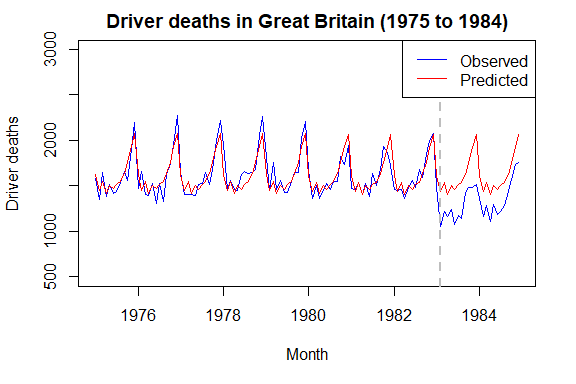 Driver deaths in Great Britain (1975 to 1984)
Observed
Predicted
Driver deaths
3000
2000
1000
500
1976
1978
1980
1982
1984
Month